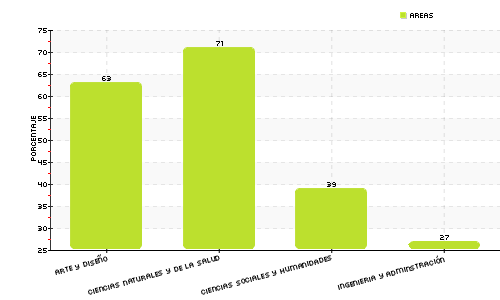 AREAS
PORCENTAJE
75
70
65
60
55
50
45
40
35
30
25
63
71
39
27
ARTE Y DISEÑO
CIENCIAS NATURALES Y DE LA SALUD
CIENCIAS SOCIALES Y HUMANIDADES
INGENIERIA Y ADMINSTRACIÓN